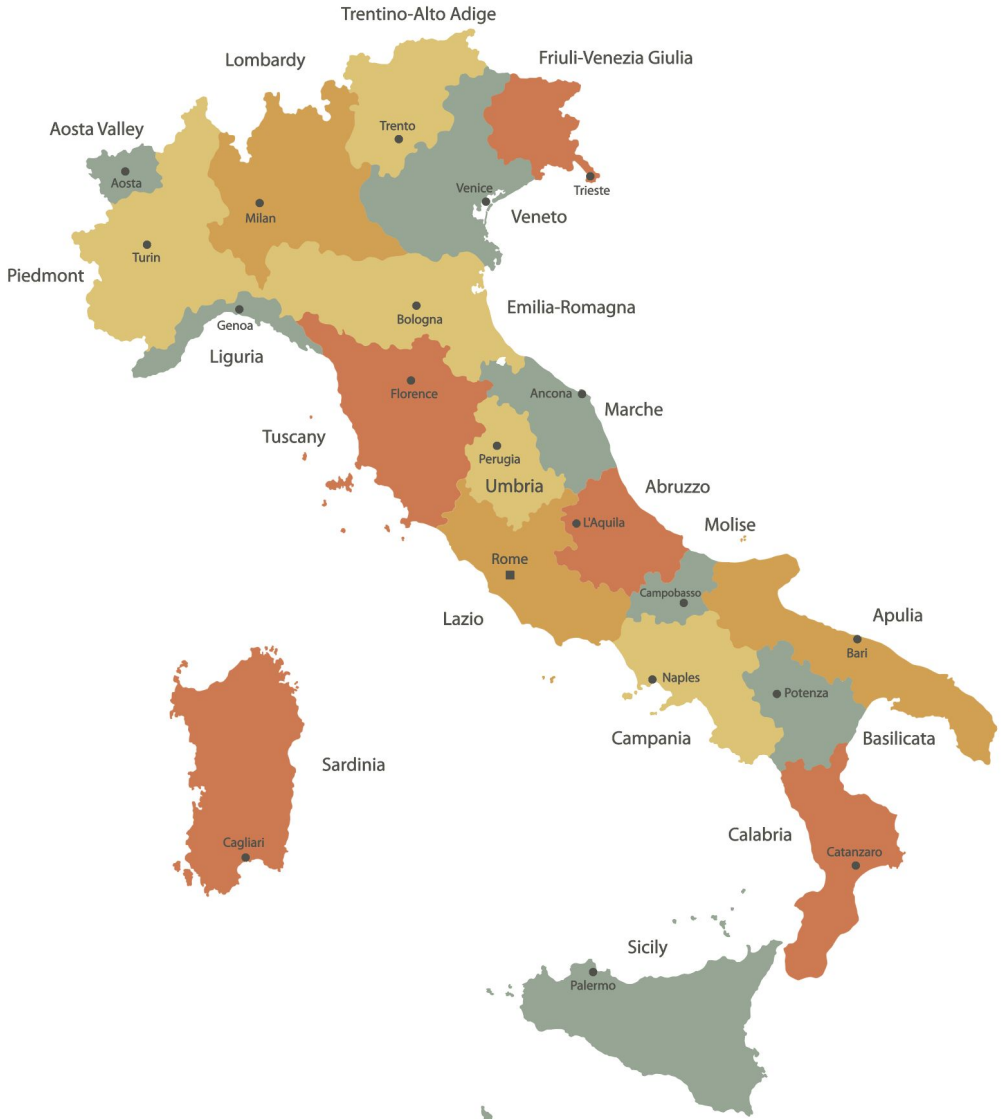 Trentino-Alto Adige
Lombardy
Friuli-Venezia Giulia
Aosta Valley
Trento
Aosta
Venice
Trieste
Milan
Veneto
Turin
Piedmont
Emilia-Romagna
Genoa
Bologna
Liguria
Florence
Ancona
Marche
Tuscany
Perugia
Umbria
Abruzzo
L'Aquila
Molise
Rome
Campobasso
Lazio
Apulia
Bari
Naples
Potenza
Campania
Basilicata
Sardinia
Calabria
Cagliari
Catanzaro
Sicily
Palermo